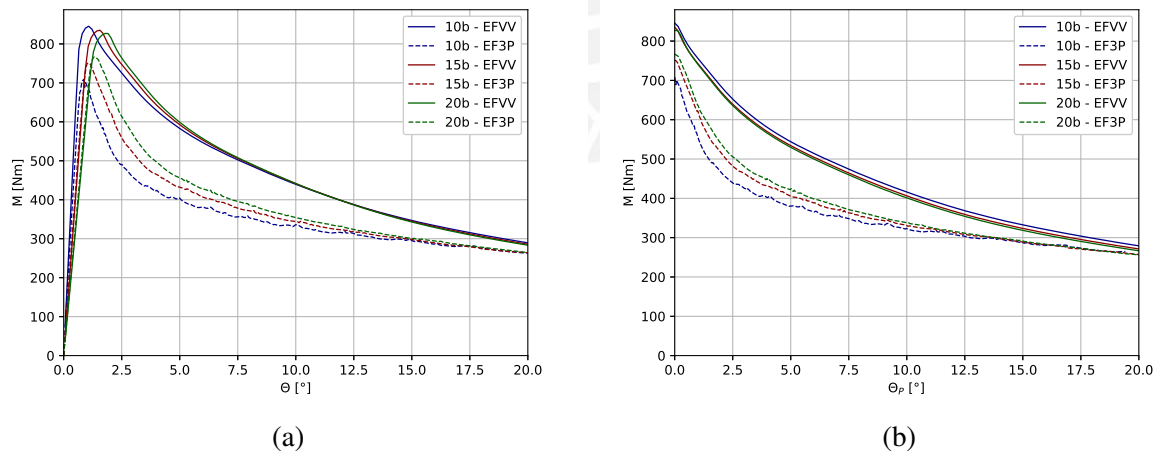 10b - EFVV
10b - EF3P
15b - EFVV
15b - EF3P
20b - EFVV
20b - EF3P
M [Nm]
800
700
600
500
400
300
200
100
0
0.0 2.5 5.0 7.5 10.0 12.5 15.0 17.5 20.0
Θ [°]
(a)
10b - EFVV
10b - EF3P
15b - EFVV
15b - EF3P
20b - EFVV
20b - EF3P
M [Nm]
800
700
600
500
400
300
200
100
0
0.0 2.5 5.0 7.5 10.0 12.5 15.0 17.5 20.0
Θ_P [°]
(b)